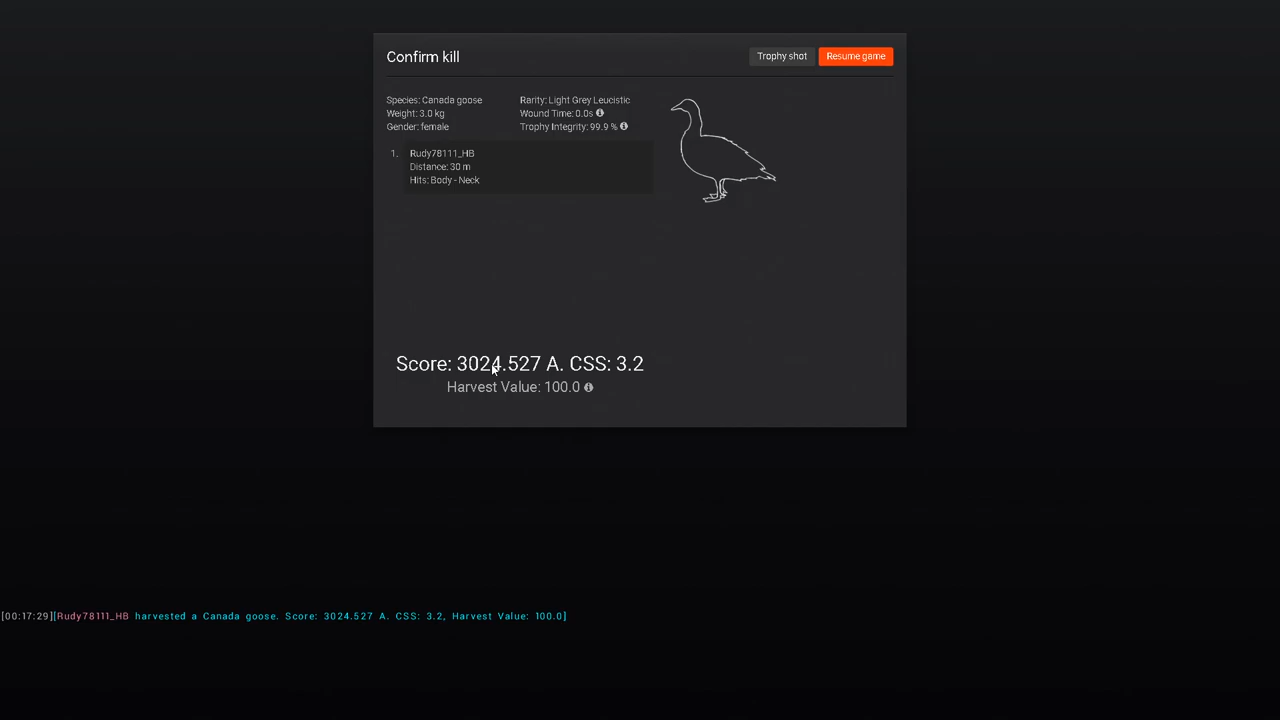 Confirm kill
Trophy shot
Resume game
Species: Canada goose
Weight: 3.0 kg
Gender: female
Rarity: Light Grey Leucistic
Wound Time: 0.0s
Trophy Integrity: 99.9 %
1. Rudy78111_HB
Distance: 30 m
Hits: Body - Neck
Score: 3024.527 A. CSS: 3.2
Harvest Value: 100.0
[00:17:29][Rudy78111_HB harvested a Canada goose. Score: 3024.527 A. CSS: 3.2, Harvest Value: 100.0]